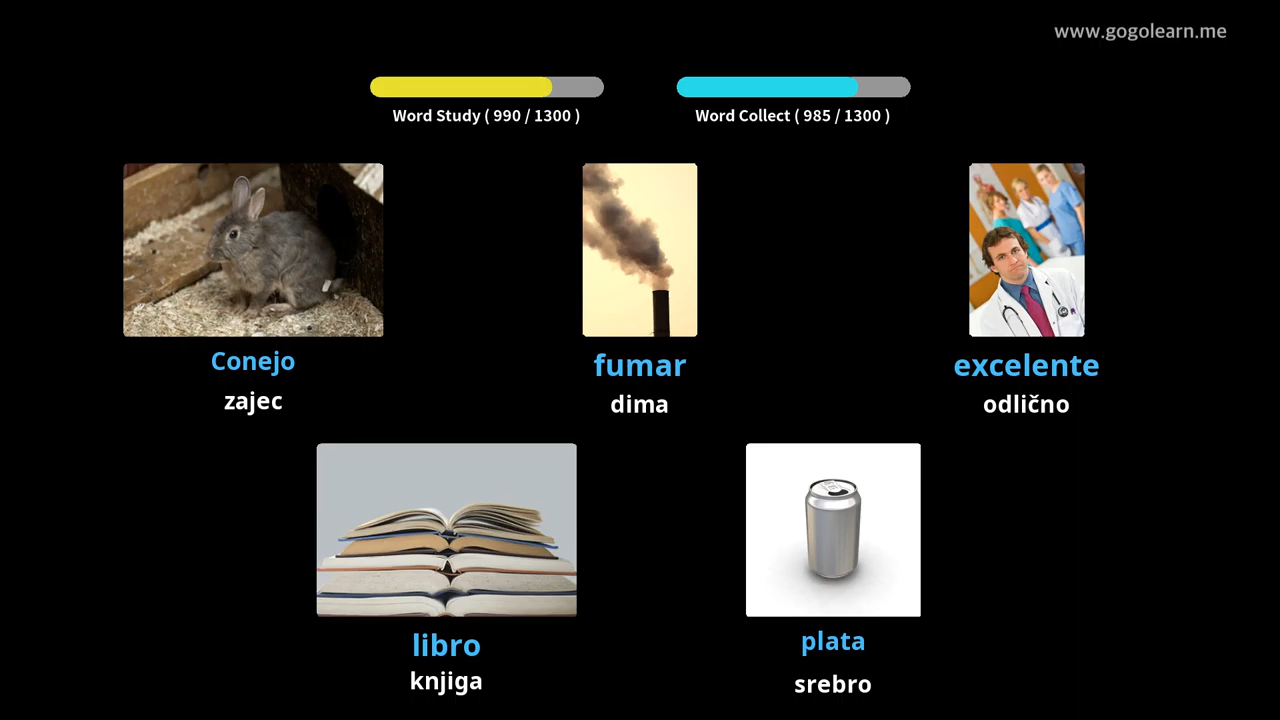 www.gogolearn.me
Word Study ( 990 / 1300 )
Word Collect ( 985 / 1300 )
Conejo
zajec
fumar
dima
excelente
odlično
libro
knjiga
plata
srebro